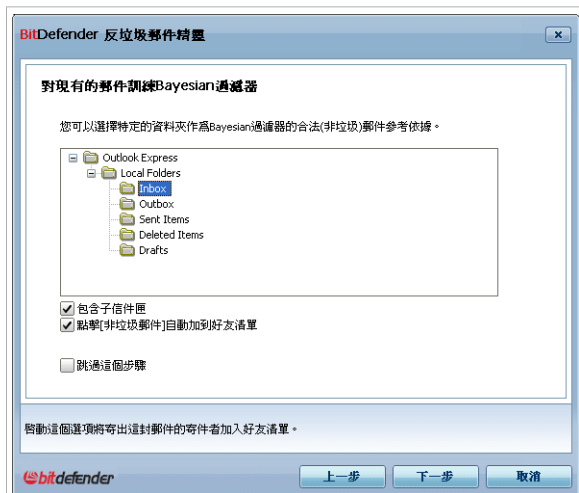 BitDefender 反垃圾郵件精靈
對現有的郵件訓練Bayesian過濾器
您可以選擇特定的資料夾作爲Bayesian過濾器的合法(非垃圾)郵件參考依據。
Outlook Express
Local Folders
Inbox
Outbox
Sent Items
Deleted Items
Drafts
包含子信件匣
點擊[非垃圾郵件]自動加到好友清單
跳過這個步驟
啓動這個選項將寄出這封郵件的寄件者加入好友清單。
bitdefender
上一步
下一步
取消